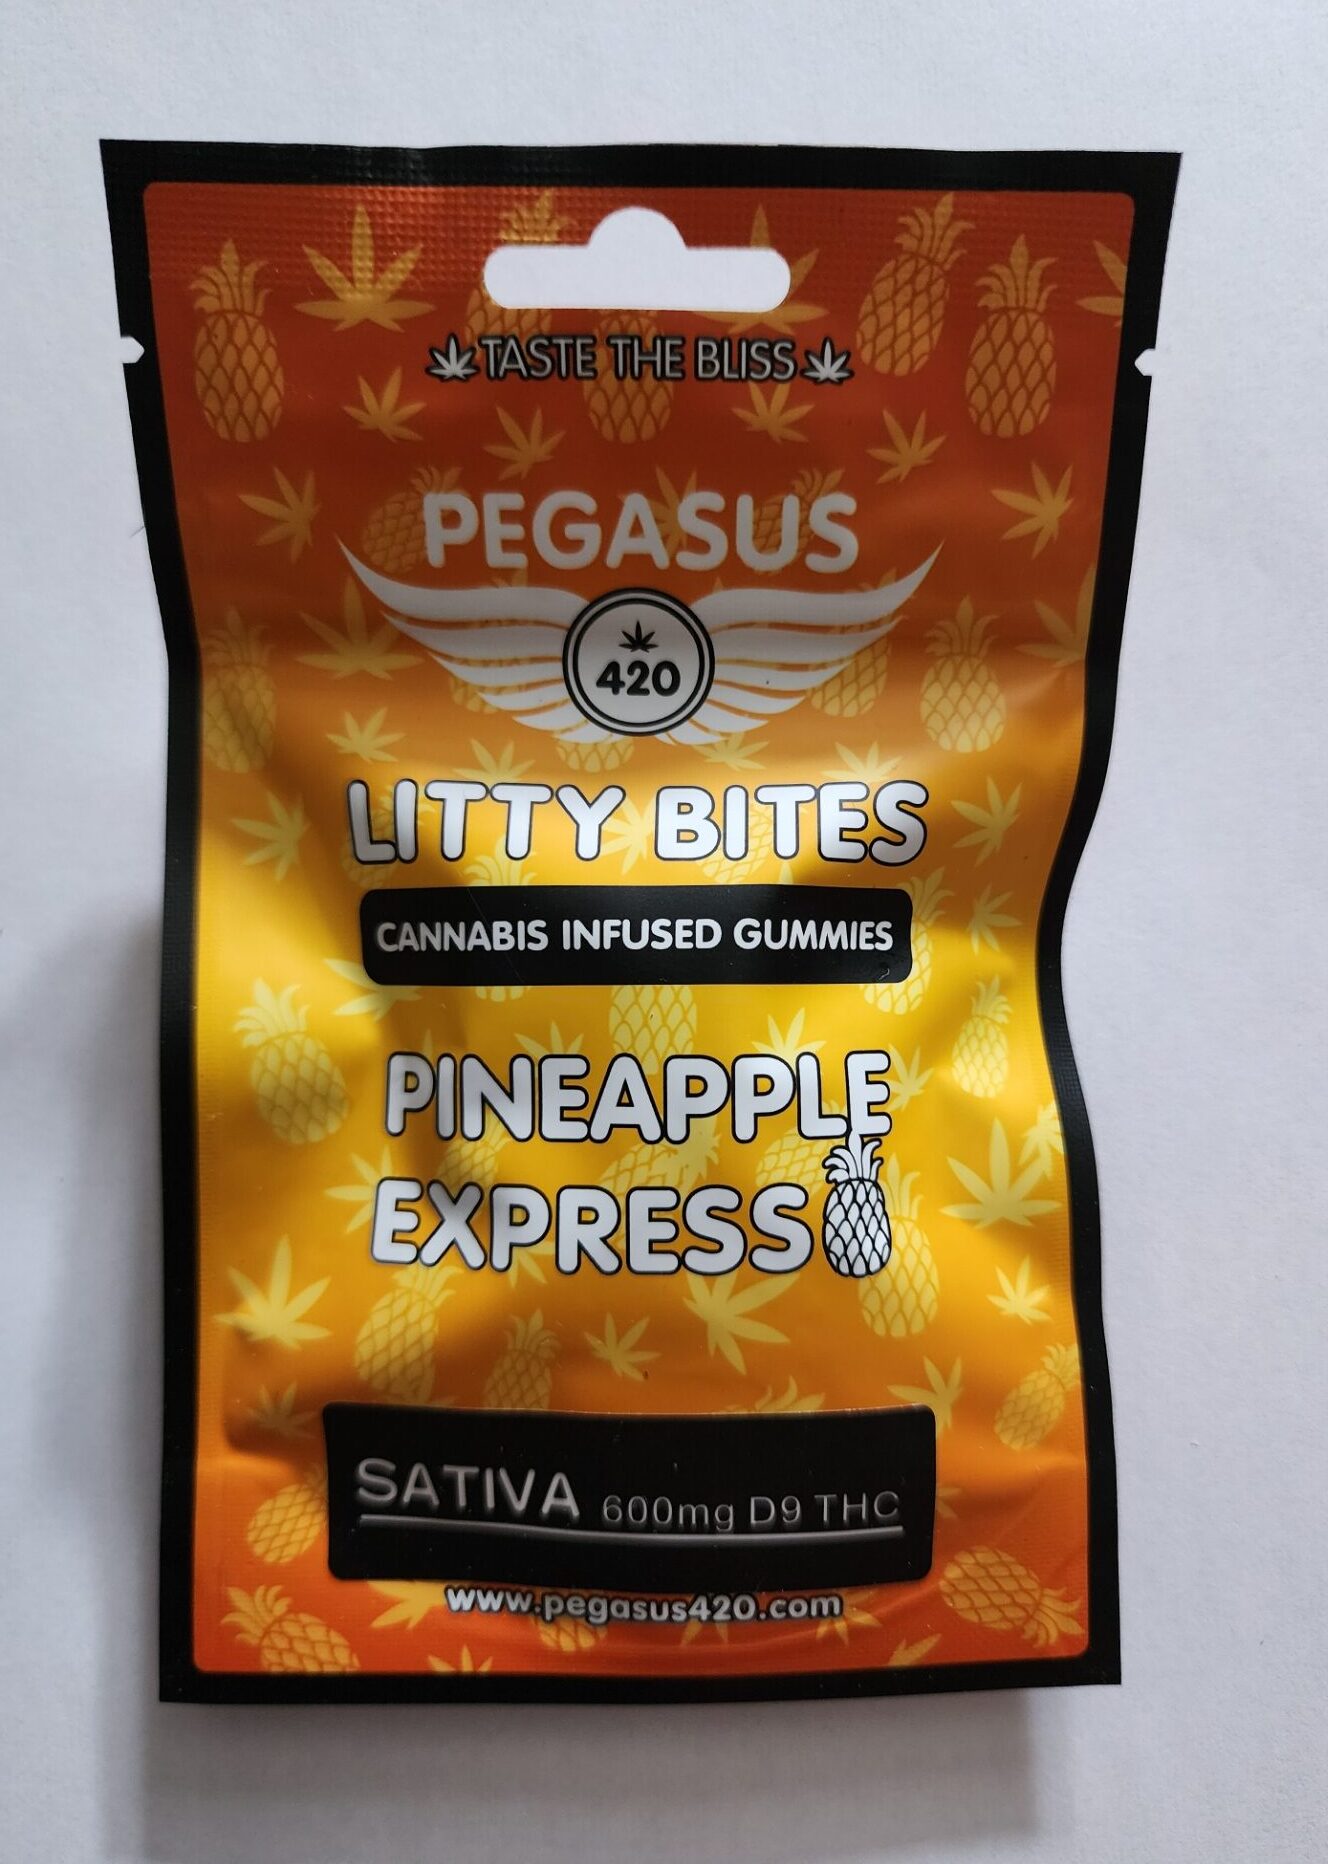 TASTE THE BLISS
PEGASUS
420
LITTY BITES
CANNABIS INFUSED GUMMIES
PINEAPPLE
EXPRESS
SATIVA 600mg D9 THC
www.pegasus420.com